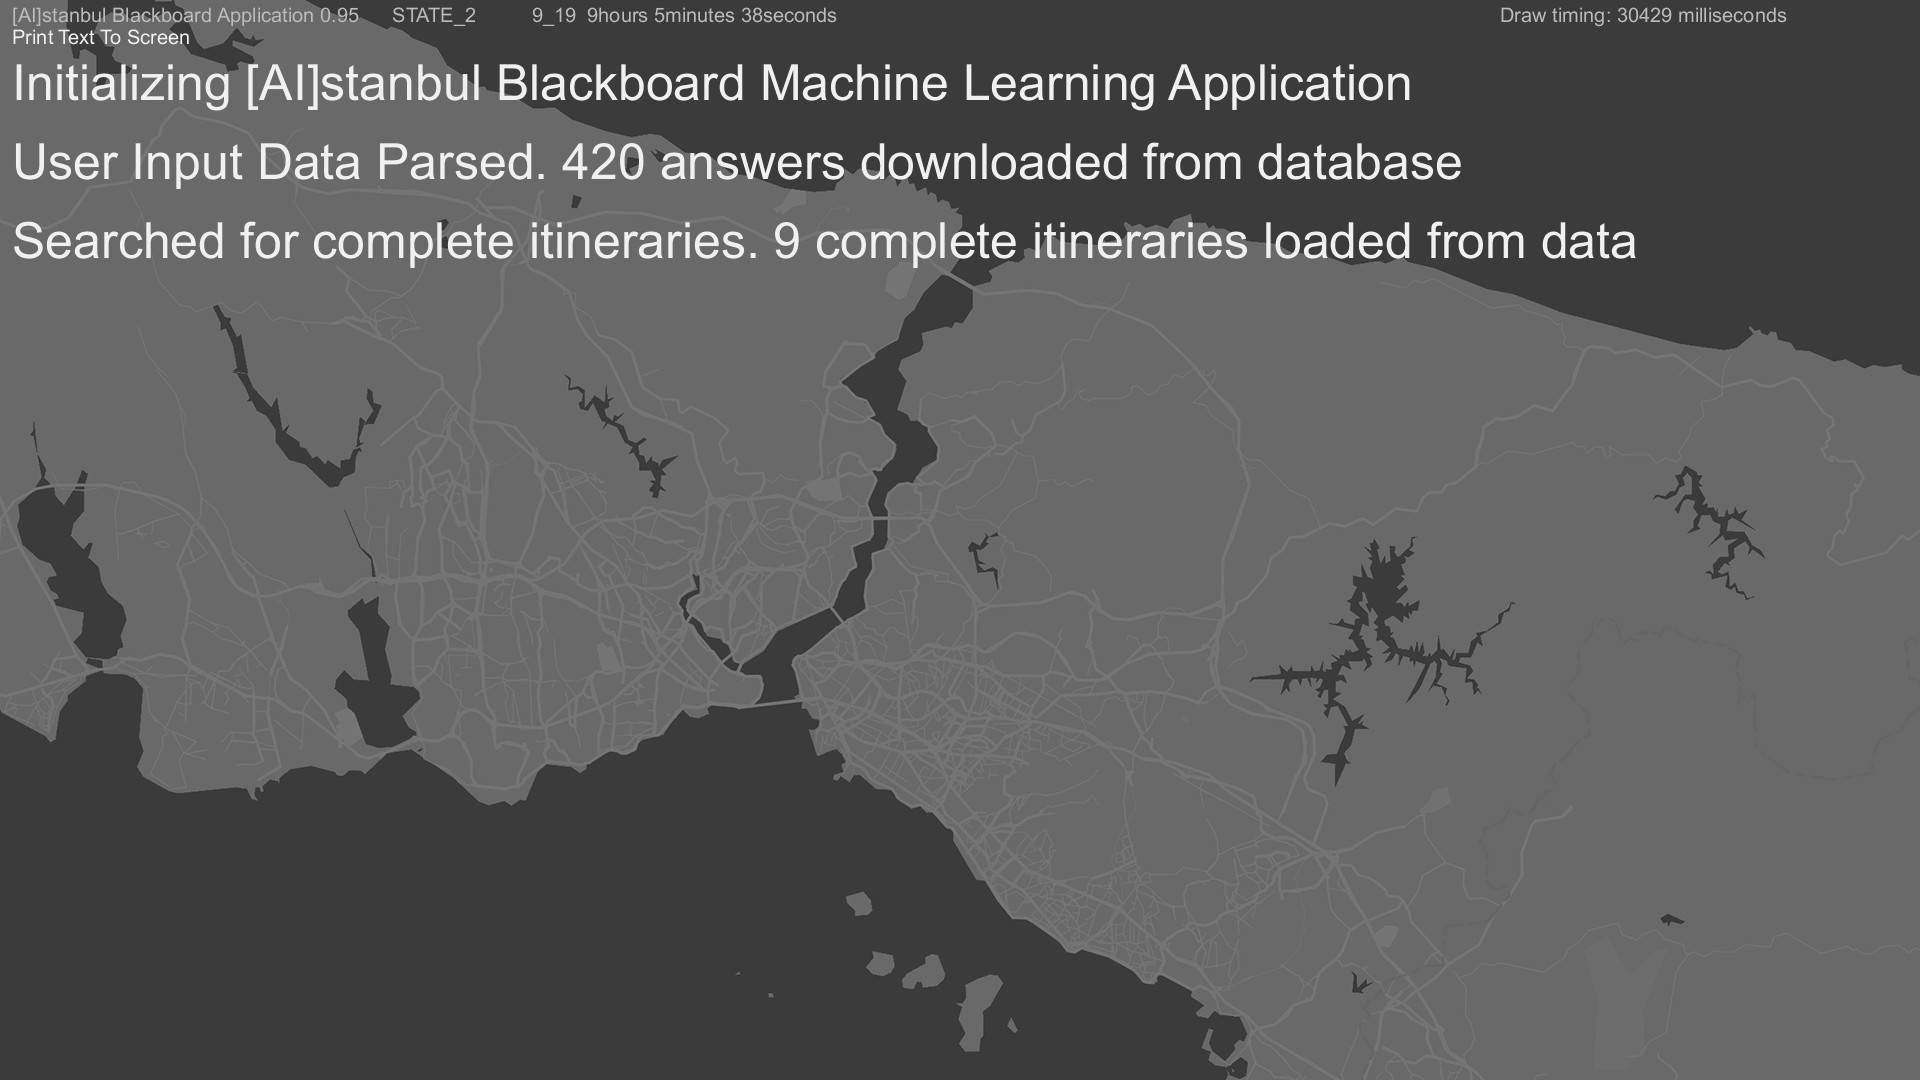 [AI]stanbul Blackboard Application 0.95 STATE_2 9_19 9hours 5minutes 38seconds Draw timing: 30429 milliseconds
Print Text To Screen
Initializing [AI]stanbul Blackboard Machine Learning Application
User Input Data Parsed. 420 answers downloaded from database
Searched for complete itineraries. 9 complete itineraries loaded from data